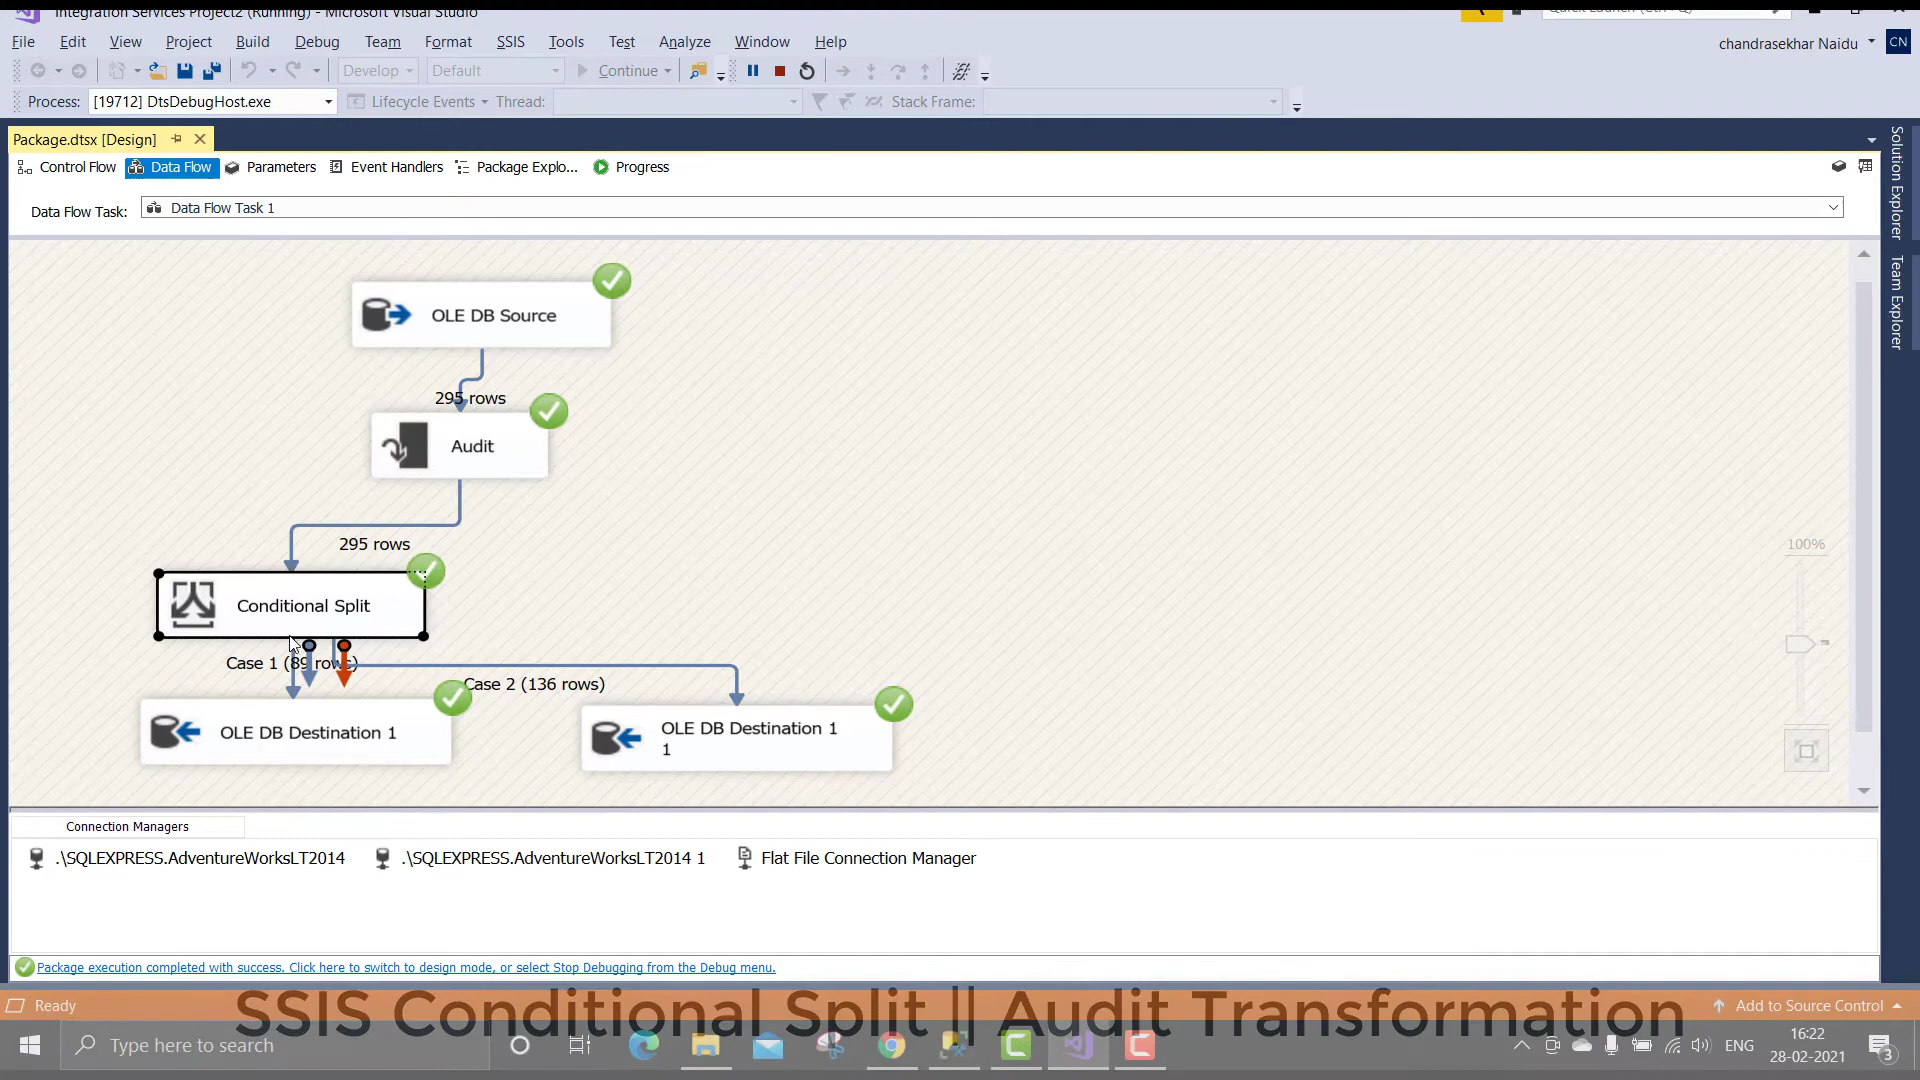 Integration Services Project2 (Running) - Microsoft Visual Studio
Quick Launch (Ctrl+Q)
File Edit View Project Build Debug Team Format SSIS Tools Test Analyze Window Help
chandrasekhar Naidu CN
Develop Default Continue
Process: [19712] DtsDebugHost.exe Lifecycle Events Thread: Stack Frame:
Package.dtsx [Design]
Control Flow Data Flow Parameters Event Handlers Package Explo... Progress
Data Flow Task: Data Flow Task 1
Solution Explorer
Team Explorer
OLE DB Source
295 rows
Audit
295 rows
100%
Conditional Split
Case 1 (89 rows)
Case 2 (136 rows)
OLE DB Destination 1
OLE DB Destination 1
1
Connection Managers
.\SQLEXPRESS.AdventureWorksLT2014 .\SQLEXPRESS.AdventureWorksLT2014 1 Flat File Connection Manager
Package execution completed with success. Click here to switch to design mode, or select Stop Debugging from the Debug menu.
Ready Add to Source Control
SSIS Conditional Split || Audit Transformation
Type here to search
ENG
16:22
28-02-2021
3